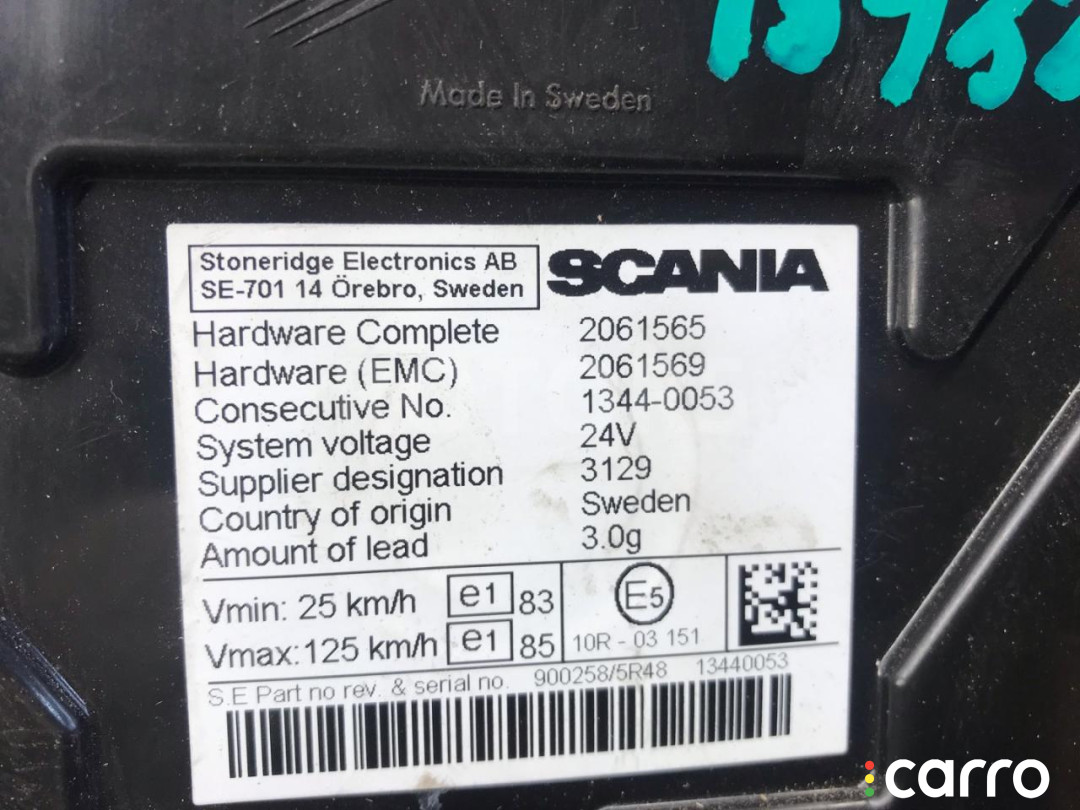 Made In Sweden
Stoneridge Electronics AB
SE-701 14 Örebro, Sweden
SCANIA
Hardware Complete 2061565
Hardware (EMC) 2061569
Consecutive No. 1344-0053
System voltage 24V
Supplier designation 3129
Country of origin Sweden
Amount of lead 3.0g
Vmin: 25 km/h e1 83
Vmax: 125 km/h e1 85
E5
10R - 03 151
S.E Part no rev. & serial no. 900258/5R48 13440053
carro